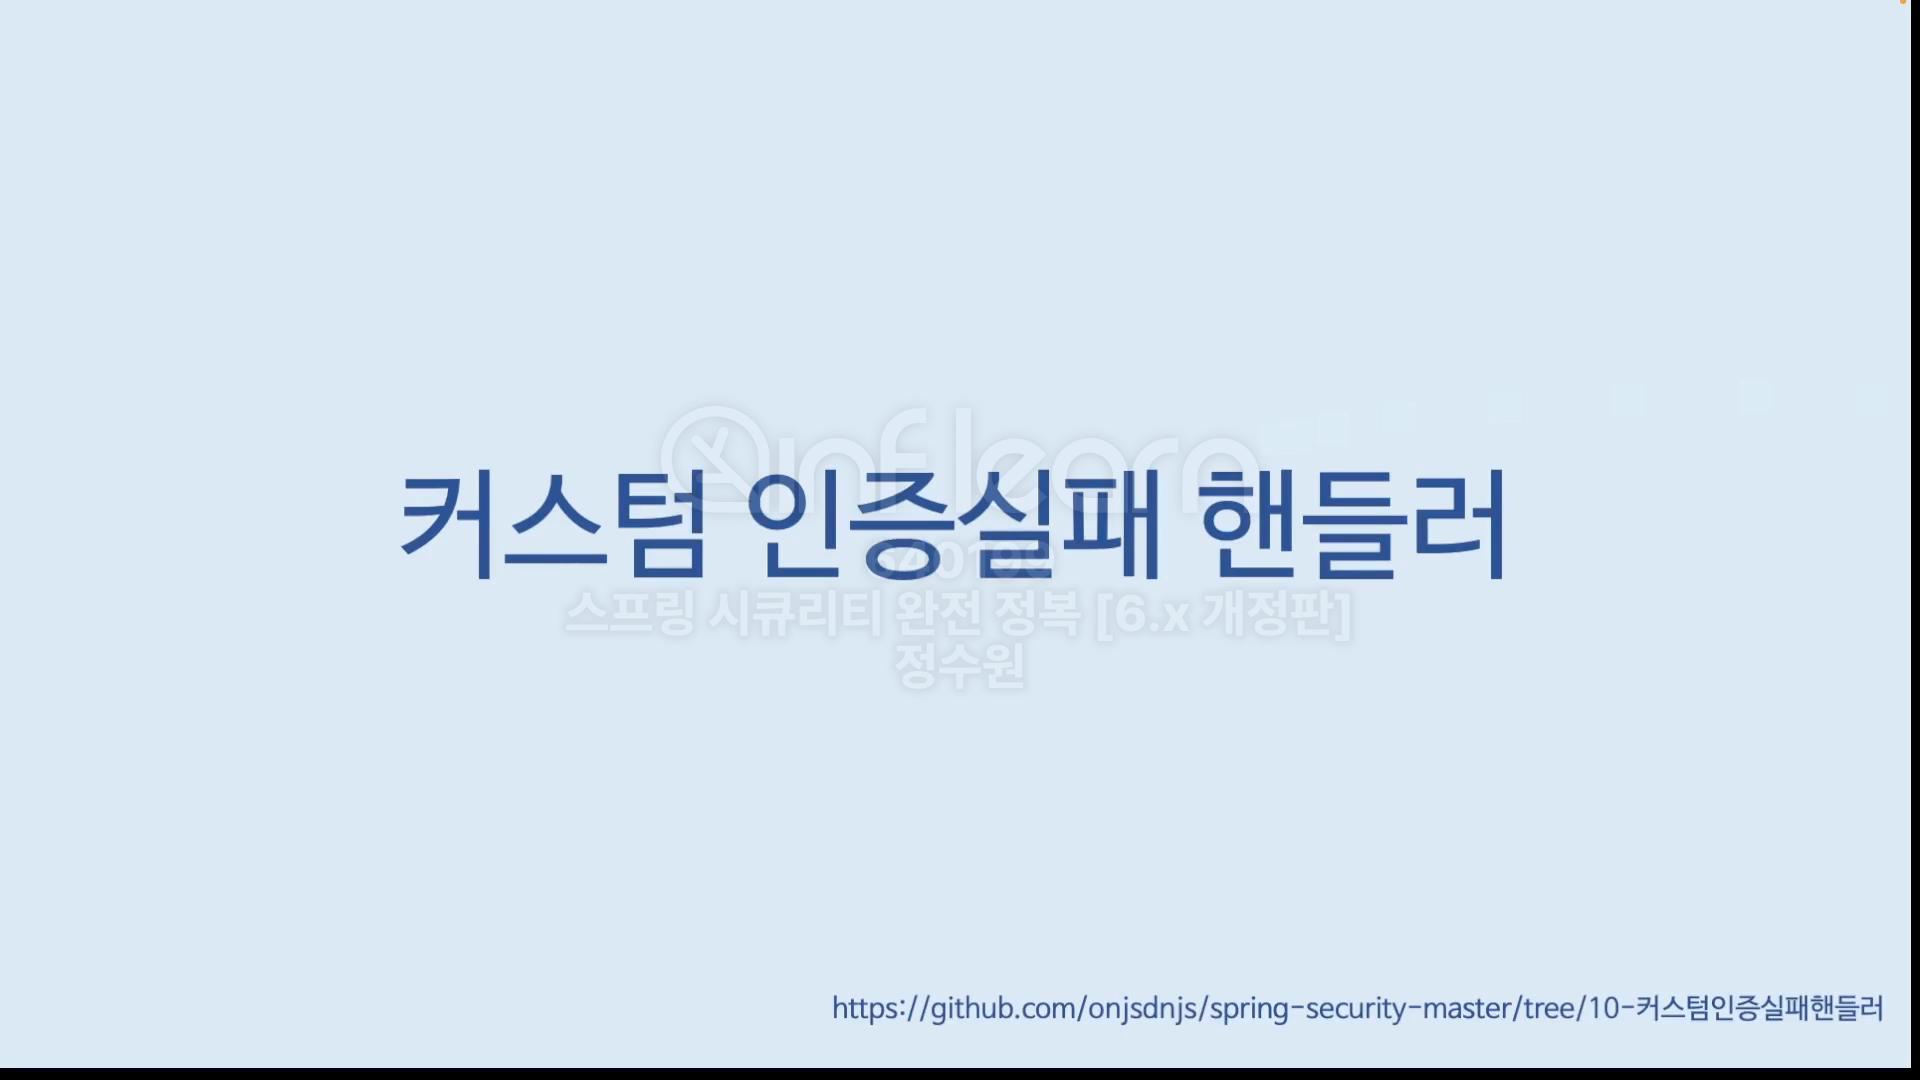 inflearn
커스텀 인증실패 핸들러
640199
스프링 시큐리티 완전 정복 [6.x 개정판]
정수원
https://github.com/onjsdnjs/spring-security-master/tree/10-커스텀인증실패핸들러